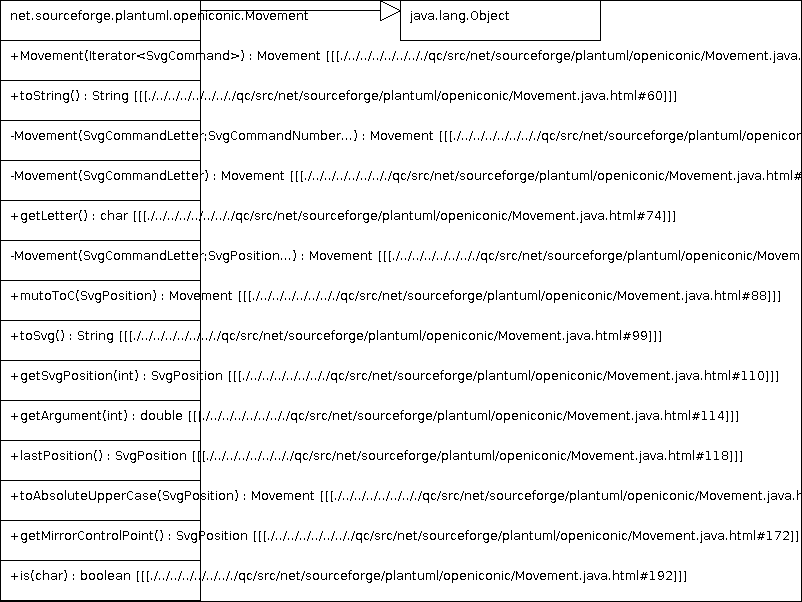 net.sourceforge.plantuml.openiconic.Movement
java.lang.Object
+Movement(Iterator<SvgCommand>) : Movement [[[./../../../../../../../qc/src/net/sourceforge/plantuml/openiconic/Movement.java.
+toString() : String [[[./../../../../../../../qc/src/net/sourceforge/plantuml/openiconic/Movement.java.html#60]]]
-Movement(SvgCommandLetter;SvgCommandNumber...) : Movement [[[./../../../../../../../qc/src/net/sourceforge/plantuml/openicon
-Movement(SvgCommandLetter) : Movement [[[./../../../../../../../qc/src/net/sourceforge/plantuml/openiconic/Movement.java.html#
+getLetter() : char [[[./../../../../../../../qc/src/net/sourceforge/plantuml/openiconic/Movement.java.html#74]]]
-Movement(SvgCommandLetter;SvgPosition...) : Movement [[[./../../../../../../../qc/src/net/sourceforge/plantuml/openiconic/Movem
+mutoToC(SvgPosition) : Movement [[[./../../../../../../../qc/src/net/sourceforge/plantuml/openiconic/Movement.java.html#88]]]
+toSvg() : String [[[./../../../../../../../qc/src/net/sourceforge/plantuml/openiconic/Movement.java.html#99]]]
+getSvgPosition(int) : SvgPosition [[[./../../../../../../../qc/src/net/sourceforge/plantuml/openiconic/Movement.java.html#110]]]
+getArgument(int) : double [[[./../../../../../../../qc/src/net/sourceforge/plantuml/openiconic/Movement.java.html#114]]]
+lastPosition() : SvgPosition [[[./../../../../../../../qc/src/net/sourceforge/plantuml/openiconic/Movement.java.html#118]]]
+toAbsoluteUpperCase(SvgPosition) : Movement [[[./../../../../../../../qc/src/net/sourceforge/plantuml/openiconic/Movement.java.h
+getMirrorControlPoint() : SvgPosition [[[./../../../../../../../qc/src/net/sourceforge/plantuml/openiconic/Movement.java.html#172]]]
+is(char) : boolean [[[./../../../../../../../qc/src/net/sourceforge/plantuml/openiconic/Movement.java.html#192]]]